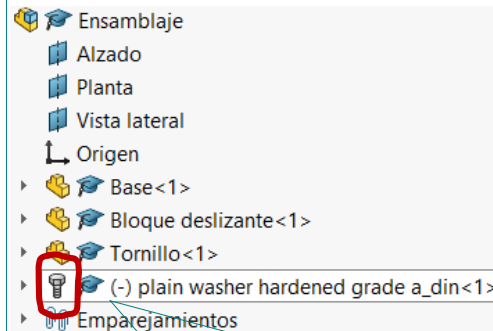 Ensamblaje
Alzado
Planta
Vista lateral
Origen
Base<1>
Bloque deslizante<1>
Tornillo<1>
(-) plain washer hardened grade a_din<1>
Emparejamientos